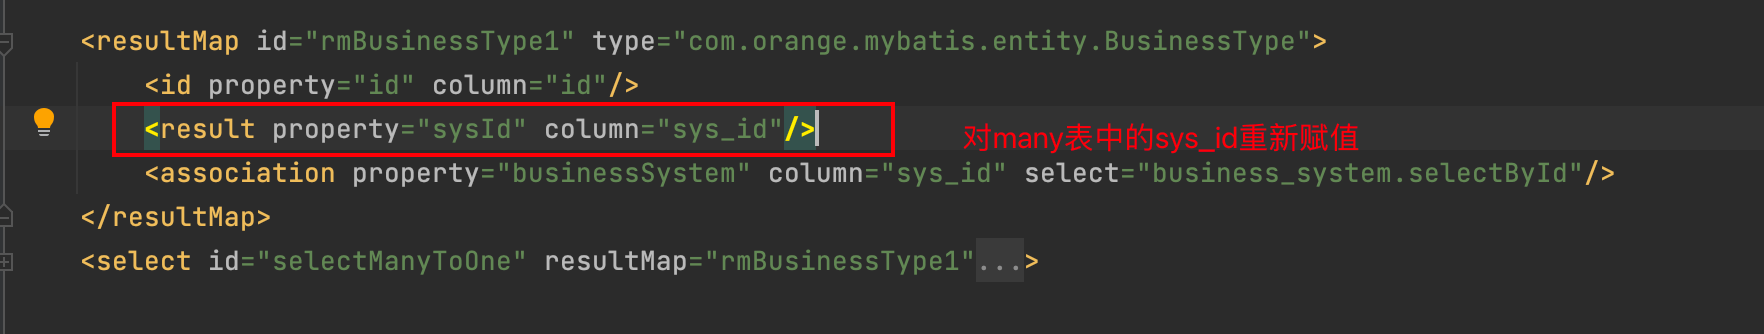 <resultMap id="rmBusinessType1" type="com.orange.mybatis.entity.BusinessType">
<id property="id" column="id"/>
<result property="sysId" column="sys_id"/>
对many表中的sys_id重新赋值
<association property="businessSystem" column="sys_id" select="business_system.selectById"/>
</resultMap>
<select id="selectManyToOne" resultMap="rmBusinessType1"...>